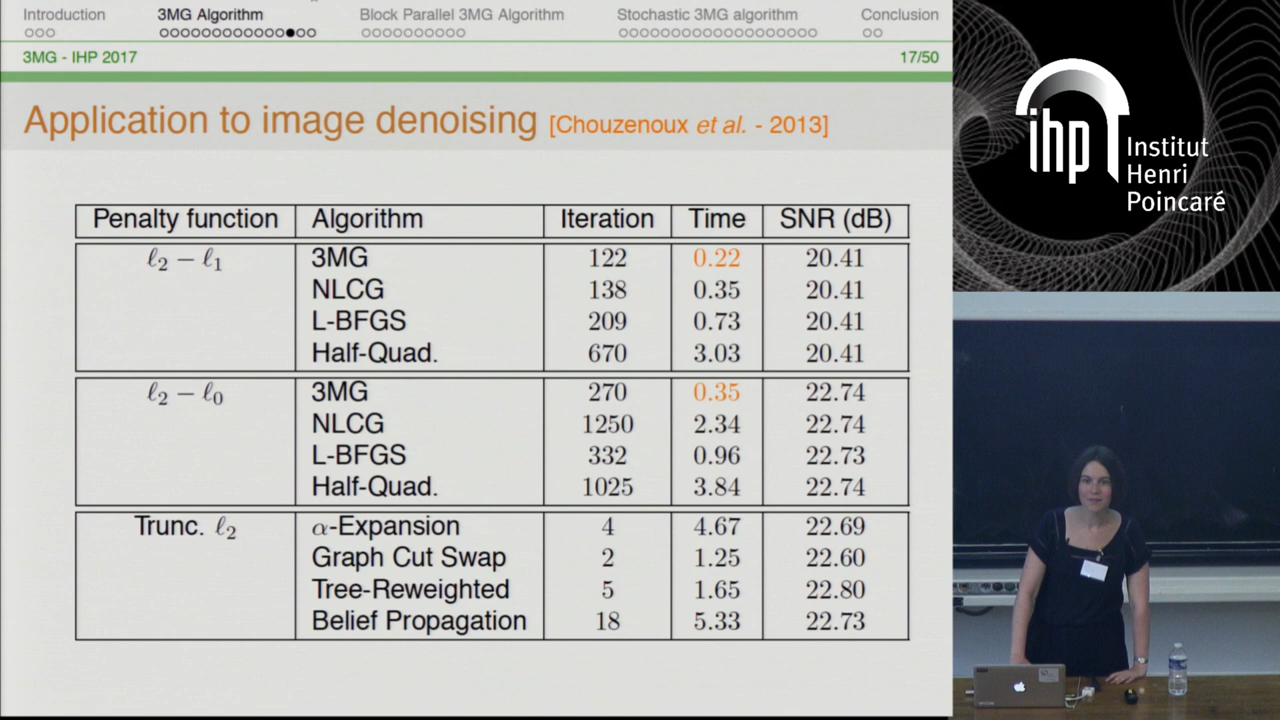 Introduction 3MG Algorithm Block Parallel 3MG Algorithm Stochastic 3MG algorithm Conclusion
3MG - IHP 2017 17/50
Application to image denoising [Chouzenoux et al. - 2013]
Penalty function Algorithm Iteration Time SNR (dB)
ℓ₂ − ℓ₁ 3MG 122 0.22 20.41
NLCG 138 0.35 20.41
L-BFGS 209 0.73 20.41
Half-Quad. 670 3.03 20.41
ℓ₂ − ℓ₀ 3MG 270 0.35 22.74
NLCG 1250 2.34 22.74
L-BFGS 332 0.96 22.73
Half-Quad. 1025 3.84 22.74
Trunc. ℓ₂ α-Expansion 4 4.67 22.69
Graph Cut Swap 2 1.25 22.60
Tree-Reweighted 5 1.65 22.80
Belief Propagation 18 5.33 22.73
ihp Institut
Henri
Poincaré